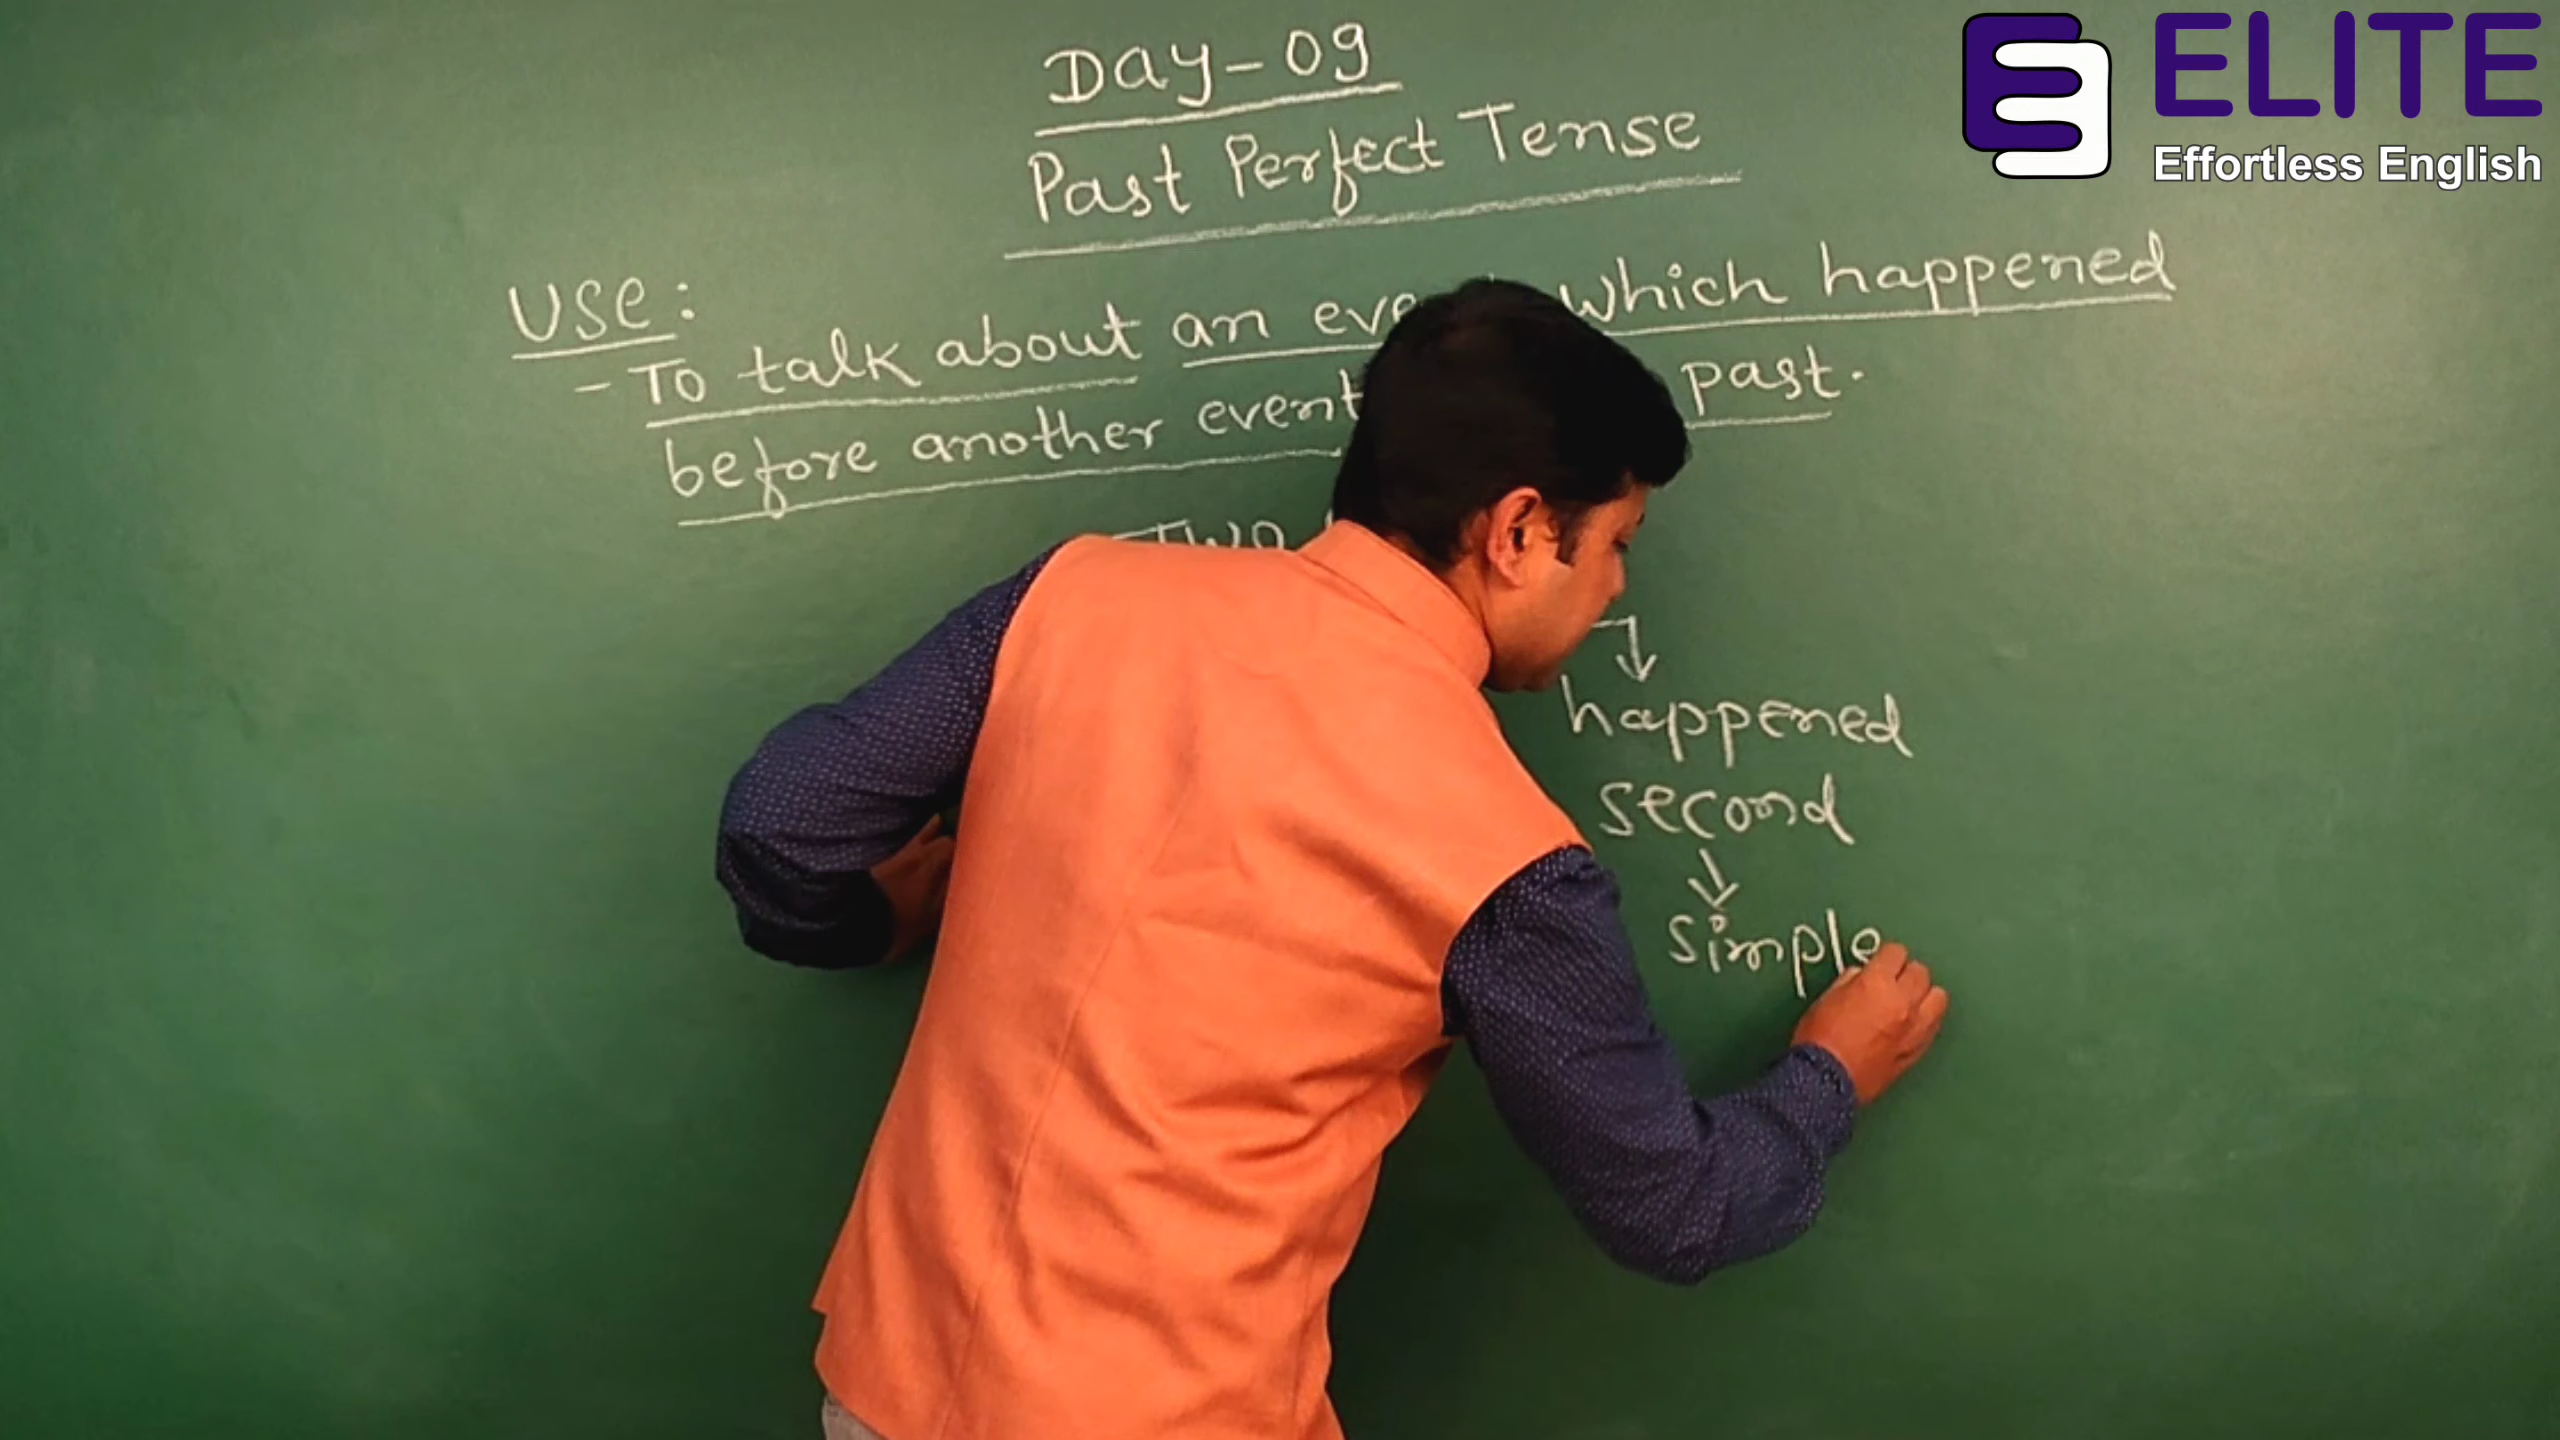 Day-09
Past Perfect Tense
USe:
- To talk about an which happened
before another event past.
Two
happened
second
simple
ELITE
Effortless English